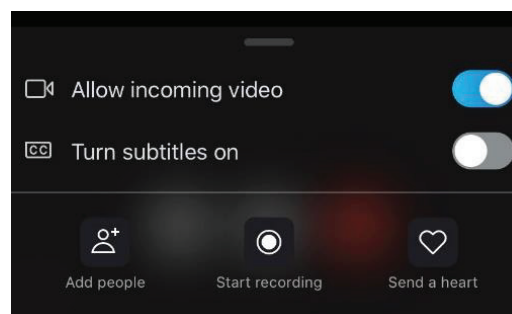 Allow incoming video
CC Turn subtitles on
Add people Start recording Send a heart